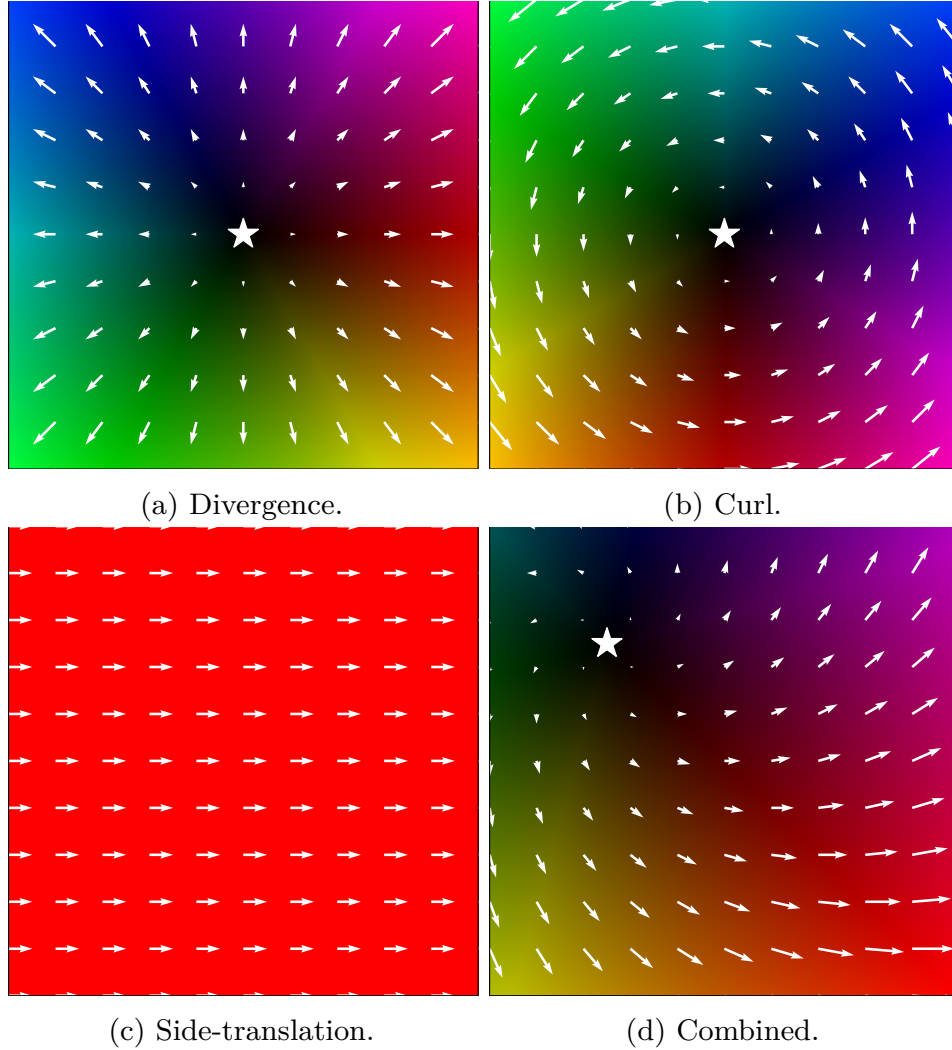 (a) Divergence.
(b) Curl.
(c) Side-translation.
(d) Combined.